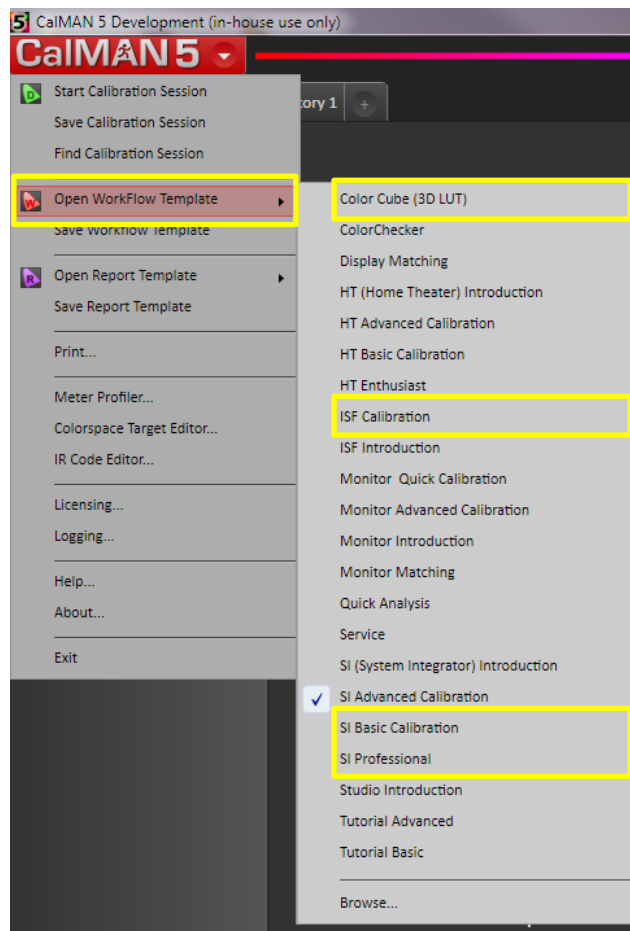 5 CalMAN 5 Development (in-house use only)
CalMAN 5
Start Calibration Session
tory 1 +
Save Calibration Session
Find Calibration Session
Open WorkFlow Template
Save Workflow Template
Open Report Template
Save Report Template
Print...
Meter Profiler...
Colorspace Target Editor...
IR Code Editor...
Licensing...
Logging...
Help...
About...
Exit
Color Cube (3D LUT)
ColorChecker
Display Matching
HT (Home Theater) Introduction
HT Advanced Calibration
HT Basic Calibration
HT Enthusiast
ISF Calibration
ISF Introduction
Monitor  Quick Calibration
Monitor Advanced Calibration
Monitor Introduction
Monitor Matching
Quick Analysis
Service
SI (System Integrator) Introduction
SI Advanced Calibration
SI Basic Calibration
SI Professional
Studio Introduction
Tutorial Advanced
Tutorial Basic
Browse...